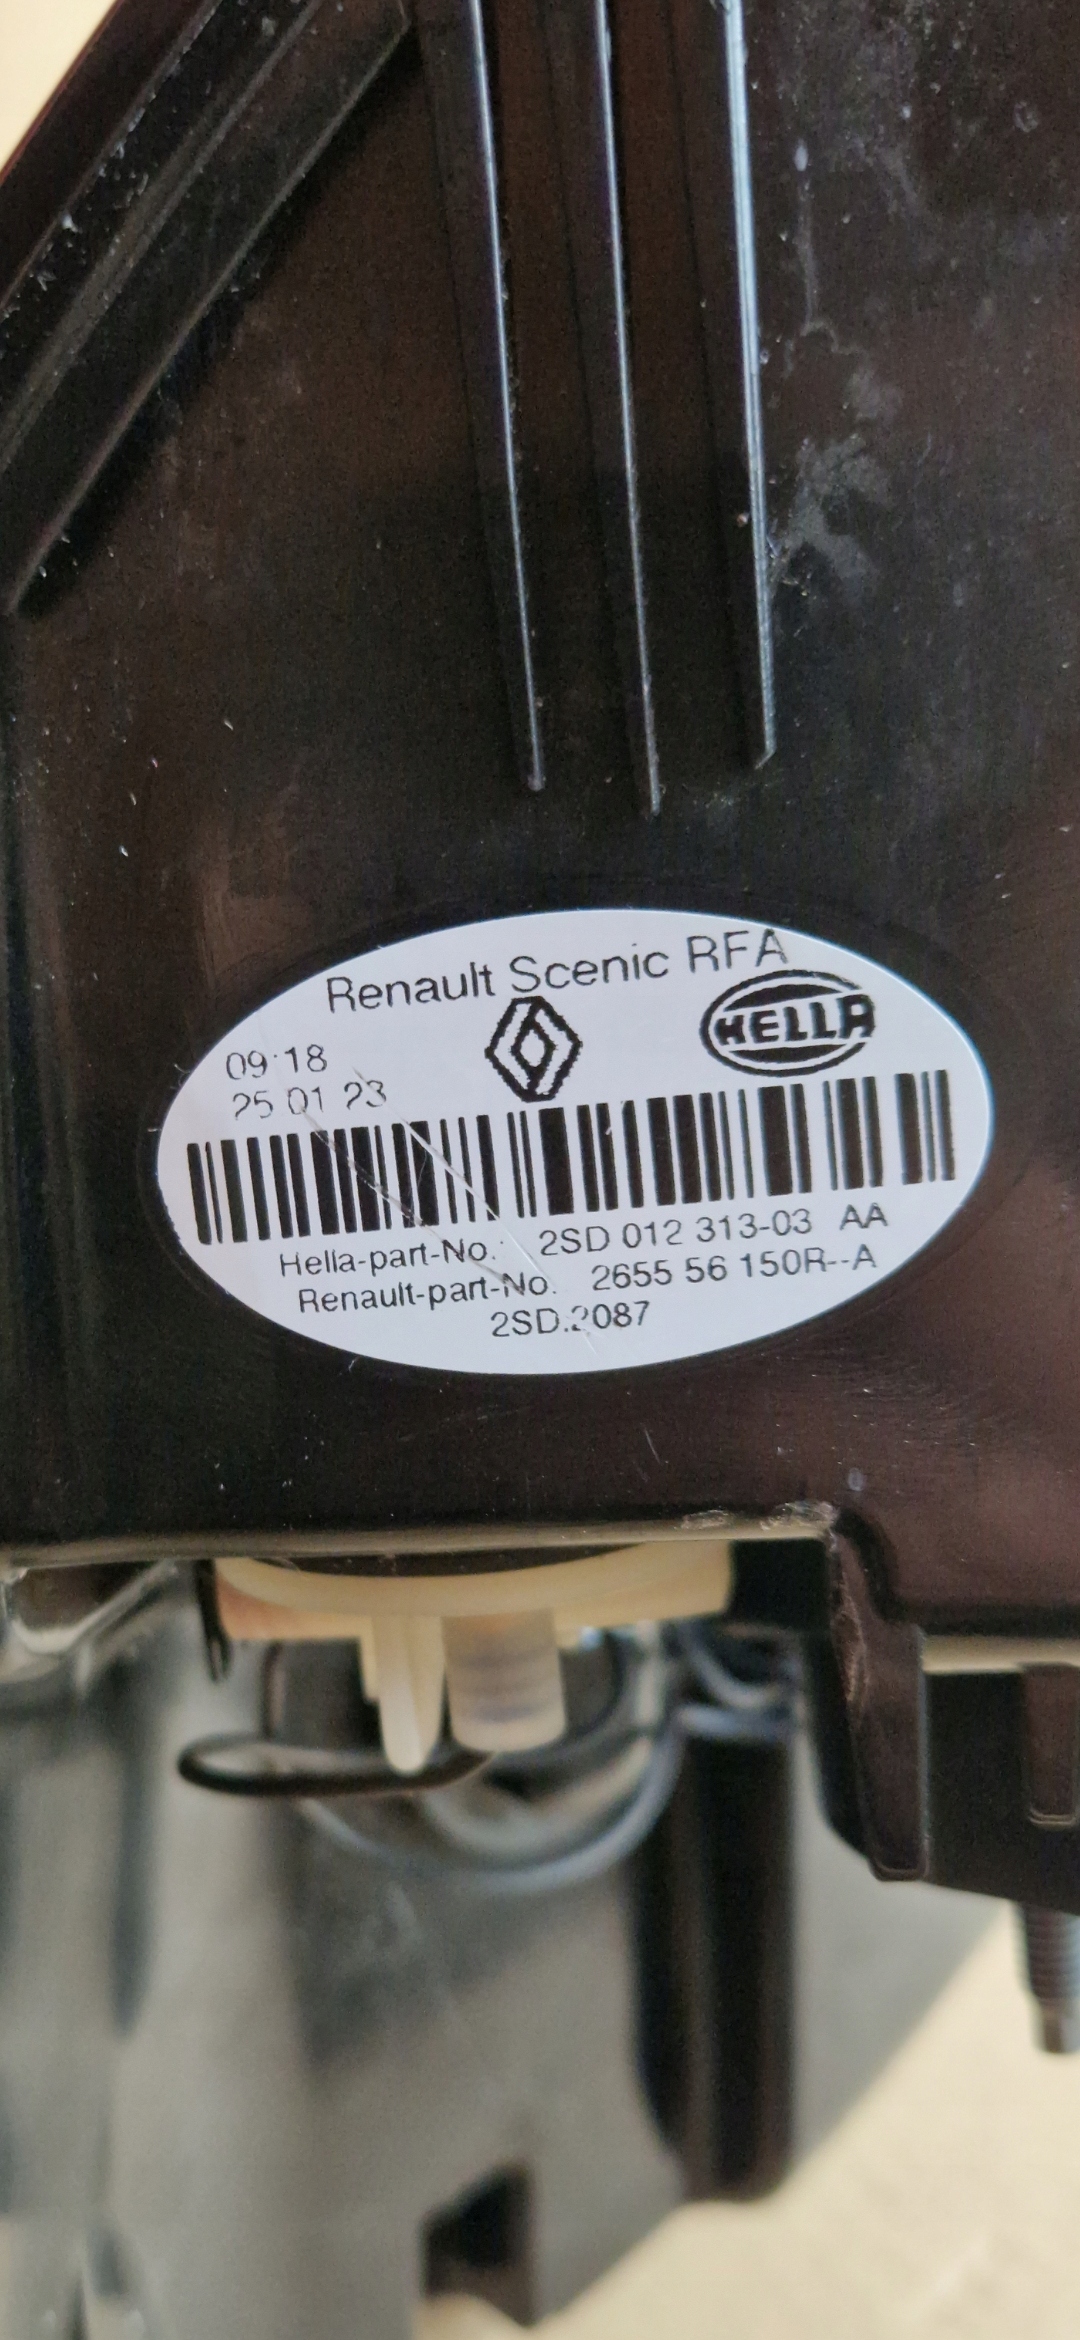 Renault Scenic RFA
HELLA
09:18
25 01 23
Hella-part-No.: 2SD 012 313-03 AA
Renault-part-No. 2655 56 150R--A
2SD.2087